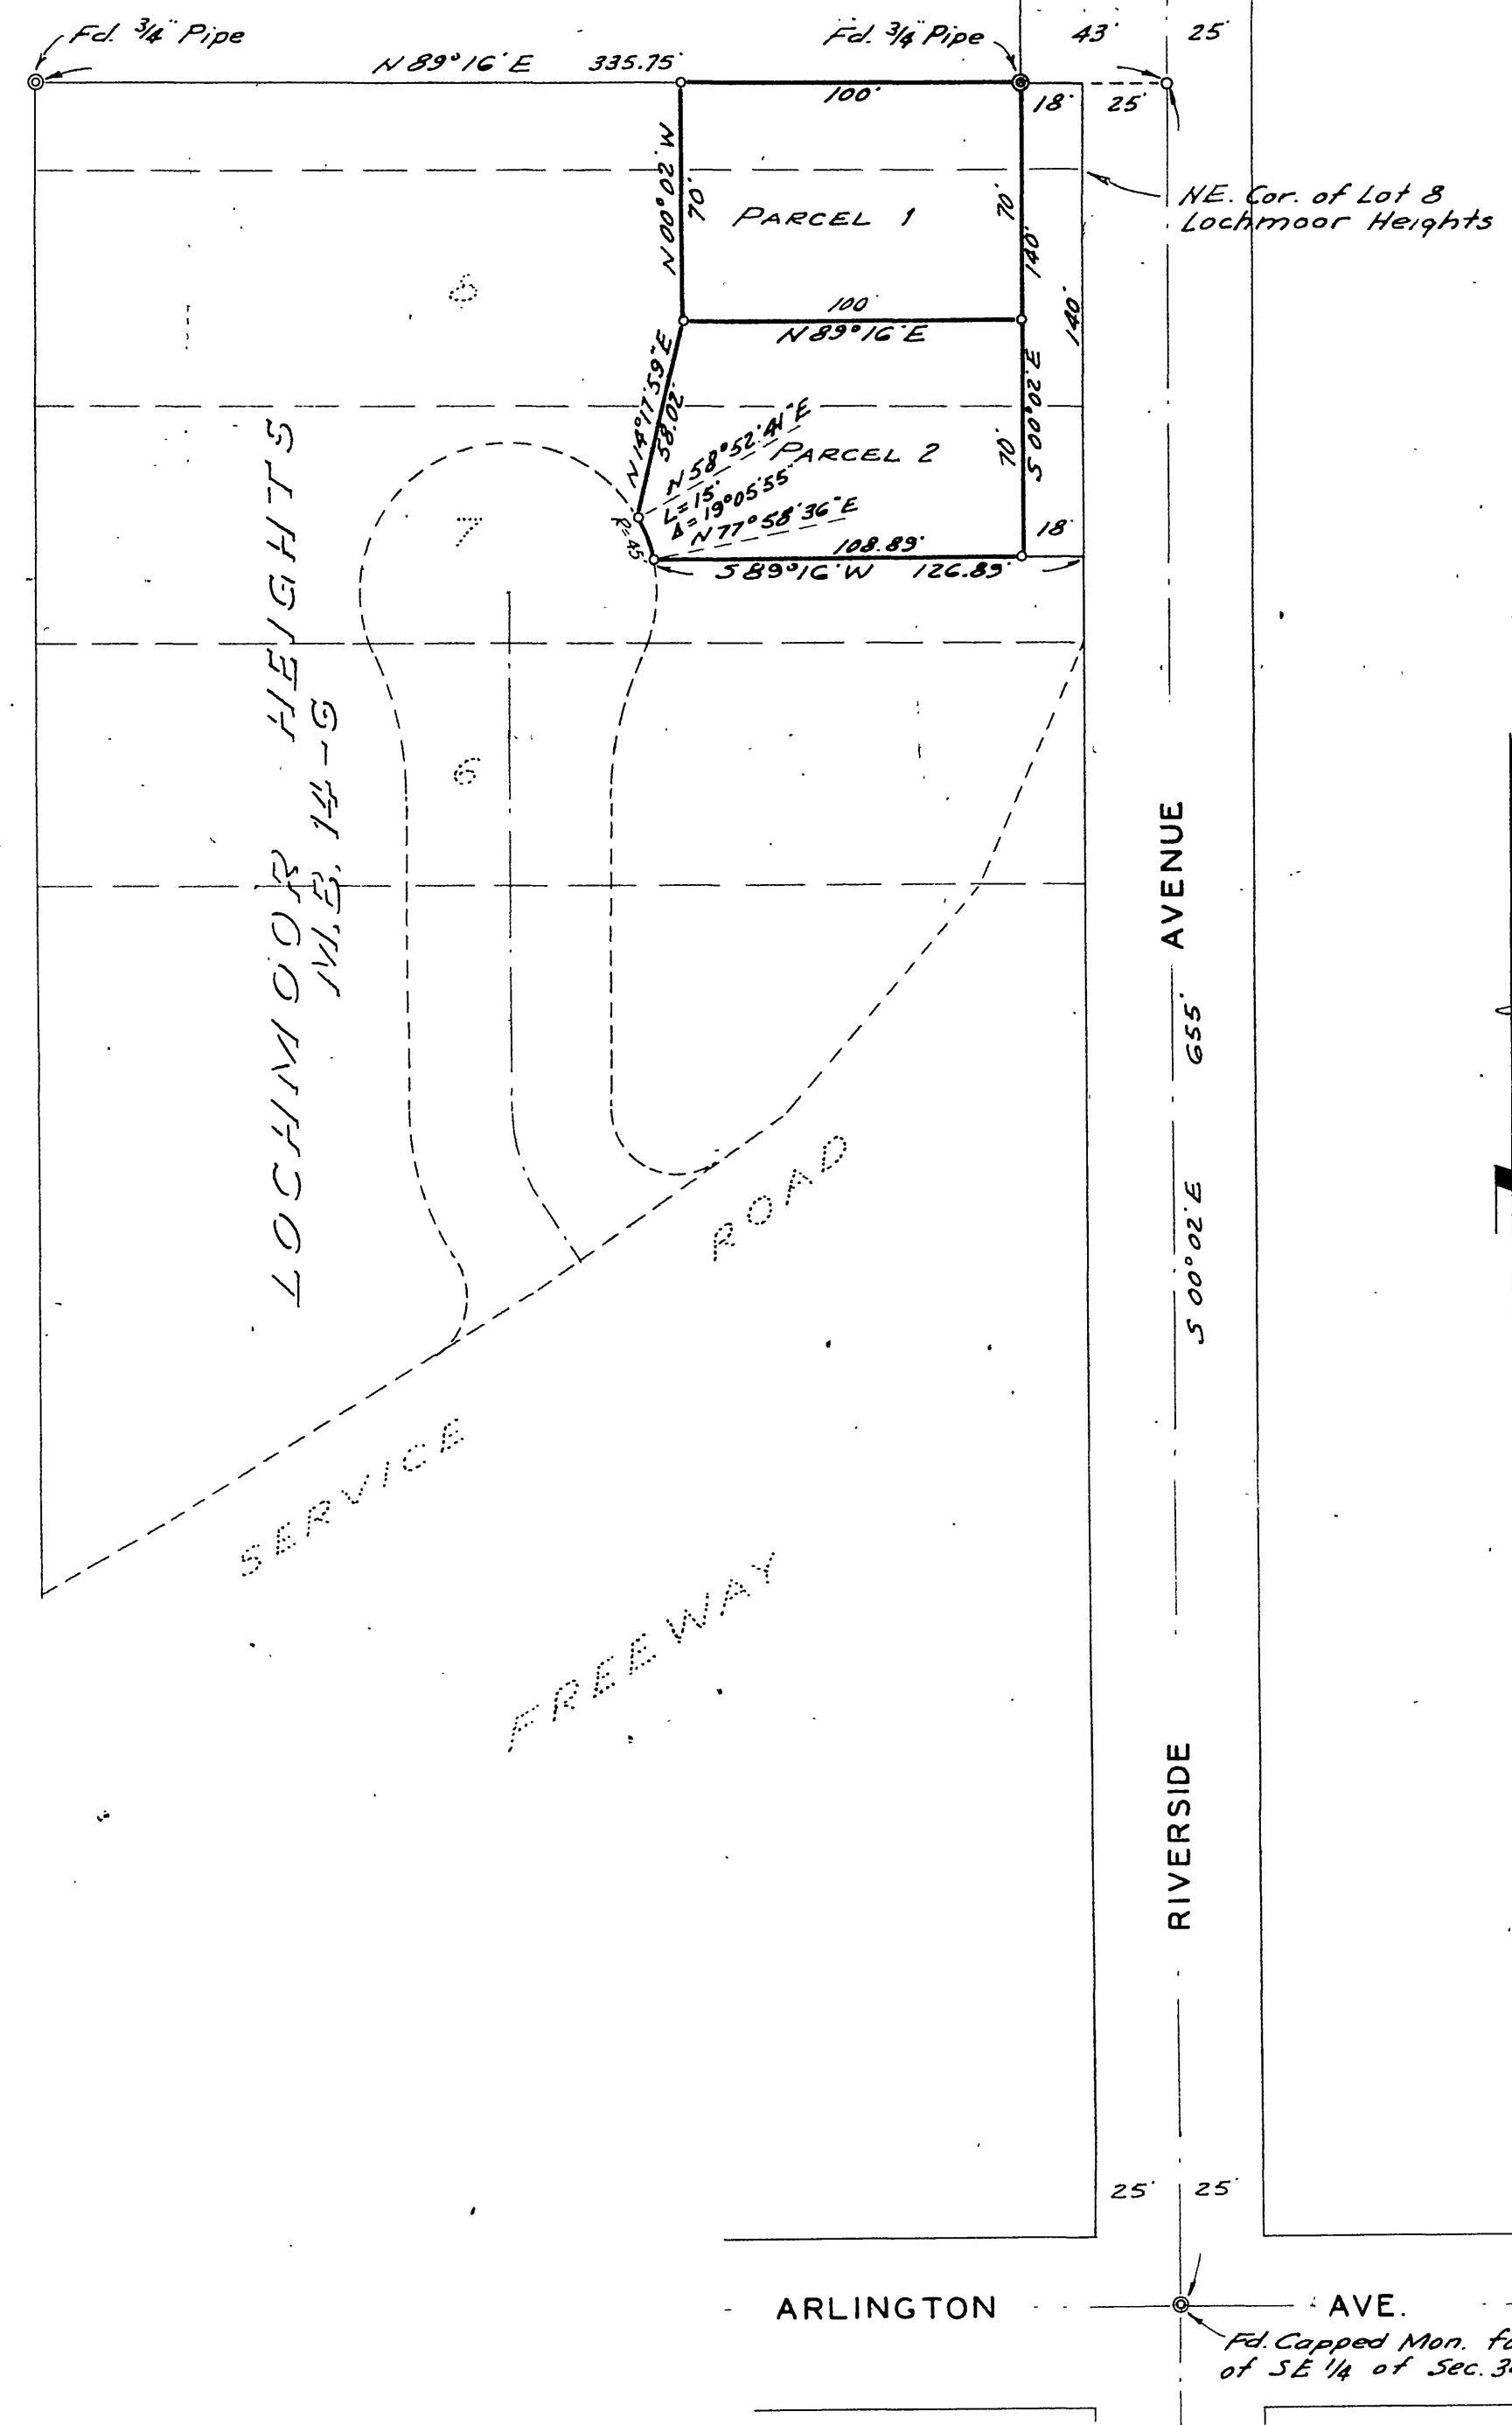 Fd. 3/4" Pipe
Fd. 3/4" Pipe
43'
25'
N 89°16' E 335.75'
100'
18'
25'
N 00°02' W
70'
PARCEL 1
70'
140'
140'
NE. Cor. of Lot 8
Lochmoor Heights
8
100'
N 89°16' E
N 14°17'59" E
58.02'
N 58°52'41" E
L=15'
Δ=19°05'55"
N 77°58'36" E
R=45'
PARCEL 2
70'
S 00°02' E
18'
108.89'
S 89°16' W 126.89'
7
6
LOCHMOOR HEIGHTS
M.B. 14-9
RIVERSIDE AVENUE
S 00°02' E 655'
SERVICE ROAD
FREEWAY
25'
25'
ARLINGTON AVE.
Fd. Capped Mon.
of SE 1/4 of Sec.